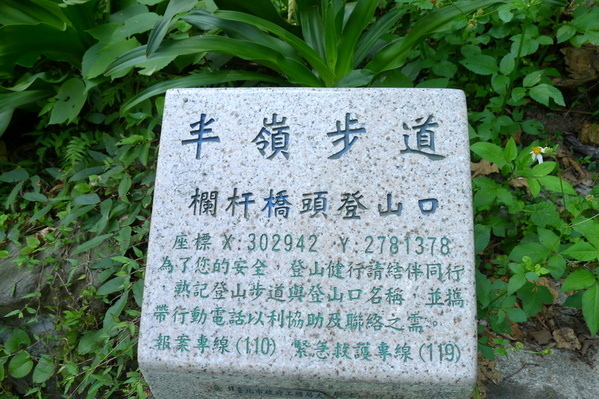 半嶺步道
欄杆橋頭登山口
座標 X:302942 Y:2781378
為了您的安全，登山健行請結伴同行
熟記登山步道與登山口名稱，並攜
帶行動電話以利協助及聯絡之需。
報案專線(110) 緊急救護專線(119)